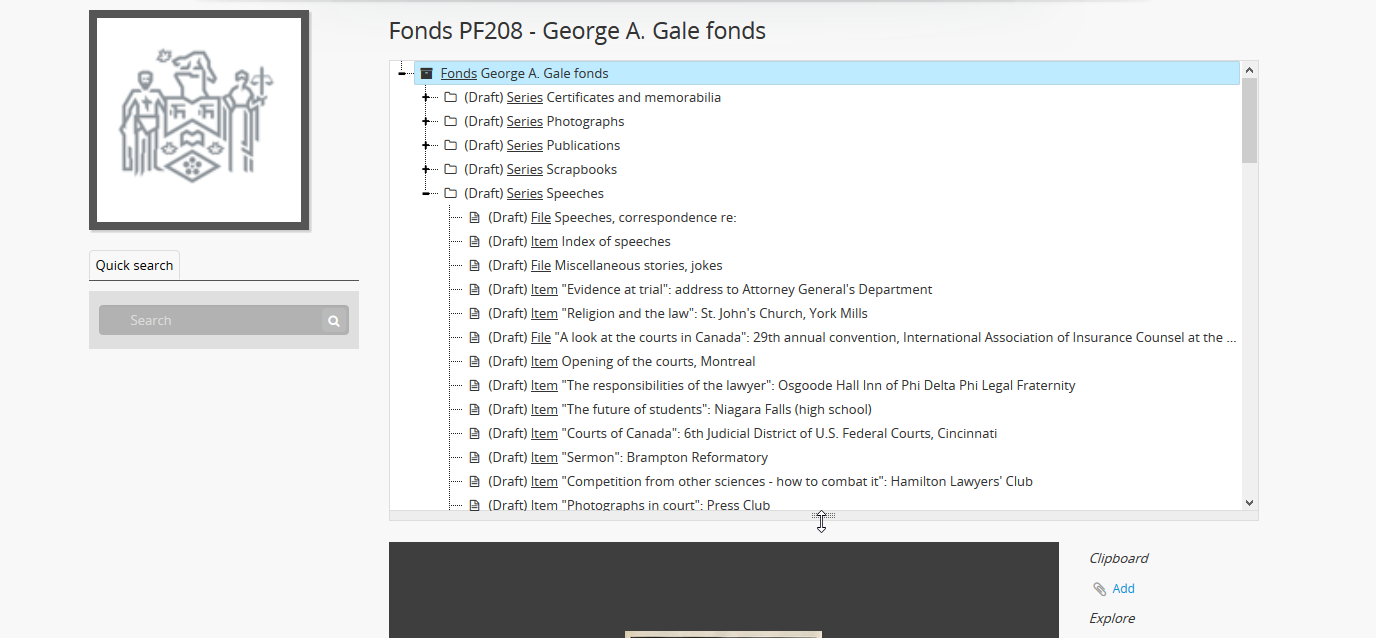 Fonds PF208 - George A. Gale fonds
Fonds George A. Gale fonds
(Draft) Series Certificates and memorabilia
(Draft) Series Photographs
(Draft) Series Publications
(Draft) Series Scrapbooks
(Draft) Series Speeches
(Draft) File Speeches, correspondence re:
(Draft) Item Index of speeches
(Draft) File Miscellaneous stories, jokes
(Draft) Item "Evidence at trial": address to Attorney General's Department
(Draft) Item "Religion and the law": St. John's Church, York Mills
(Draft) File "A look at the courts in Canada": 29th annual convention, International Association of Insurance Counsel at the ...
(Draft) Item Opening of the courts, Montreal
(Draft) Item "The responsibilities of the lawyer": Osgoode Hall Inn of Phi Delta Phi Legal Fraternity
(Draft) Item "The future of students": Niagara Falls (high school)
(Draft) Item "Courts of Canada": 6th Judicial District of U.S. Federal Courts, Cincinnati
(Draft) Item "Sermon": Brampton Reformatory
(Draft) Item "Competition from other sciences - how to combat it": Hamilton Lawyers' Club
(Draft) Item "Photographs in court": Press Club
Quick search
Search
Clipboard
Add
Explore